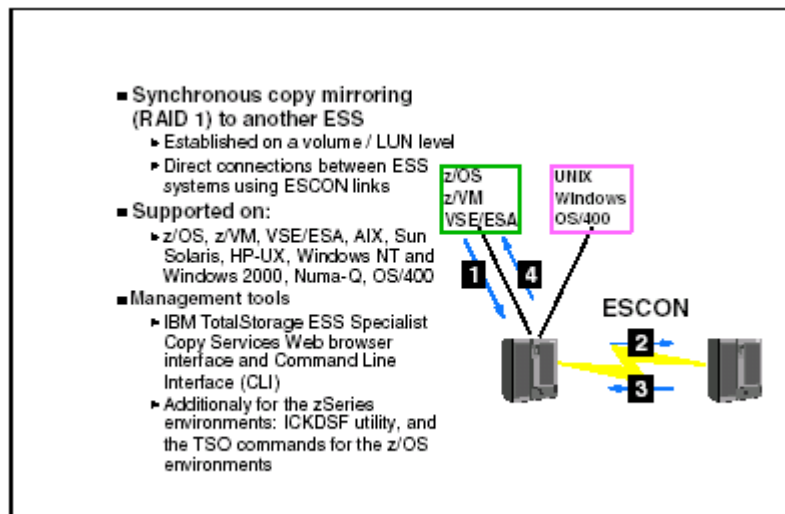 Synchronous copy mirroring
(RAID 1) to another ESS
Established on a volume / LUN level
Direct connections between ESS
systems using ESCON links
Supported on:
z/OS, z/VM, VSE/ESA, AIX, Sun
Solaris, HP-UX, Windows NT and
Windows 2000, Numa-Q, OS/400
Management tools
IBM TotalStorage ESS Specialist
Copy Services Web browser
interface and Command Line
Interface (CLI)
Additionaly for the zSeries
environments: ICKDSF utility, and
the TSO commands for the z/OS
environments
z/OS
z/VM
VSE/ESA
UNIX
Windows
OS/400
1
4
ESCON
2
3